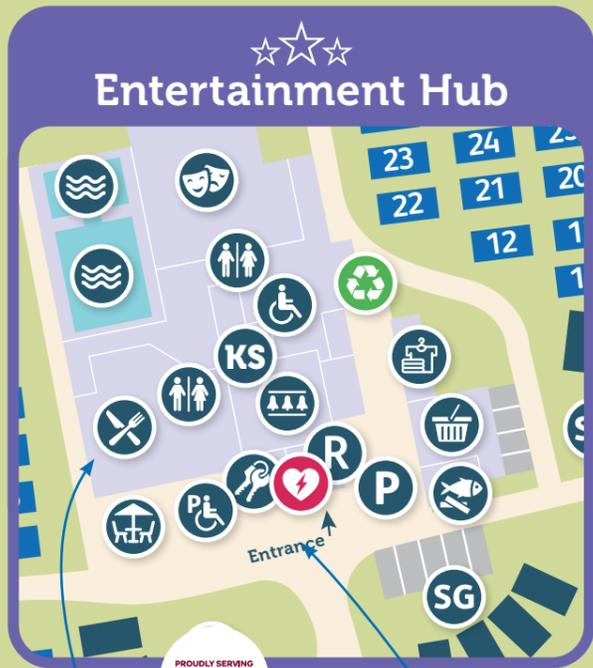 Entertainment Hub
23
24
22
21
20
12
KS
R
P
P
Entrance
SG
PROUDLY SERVING